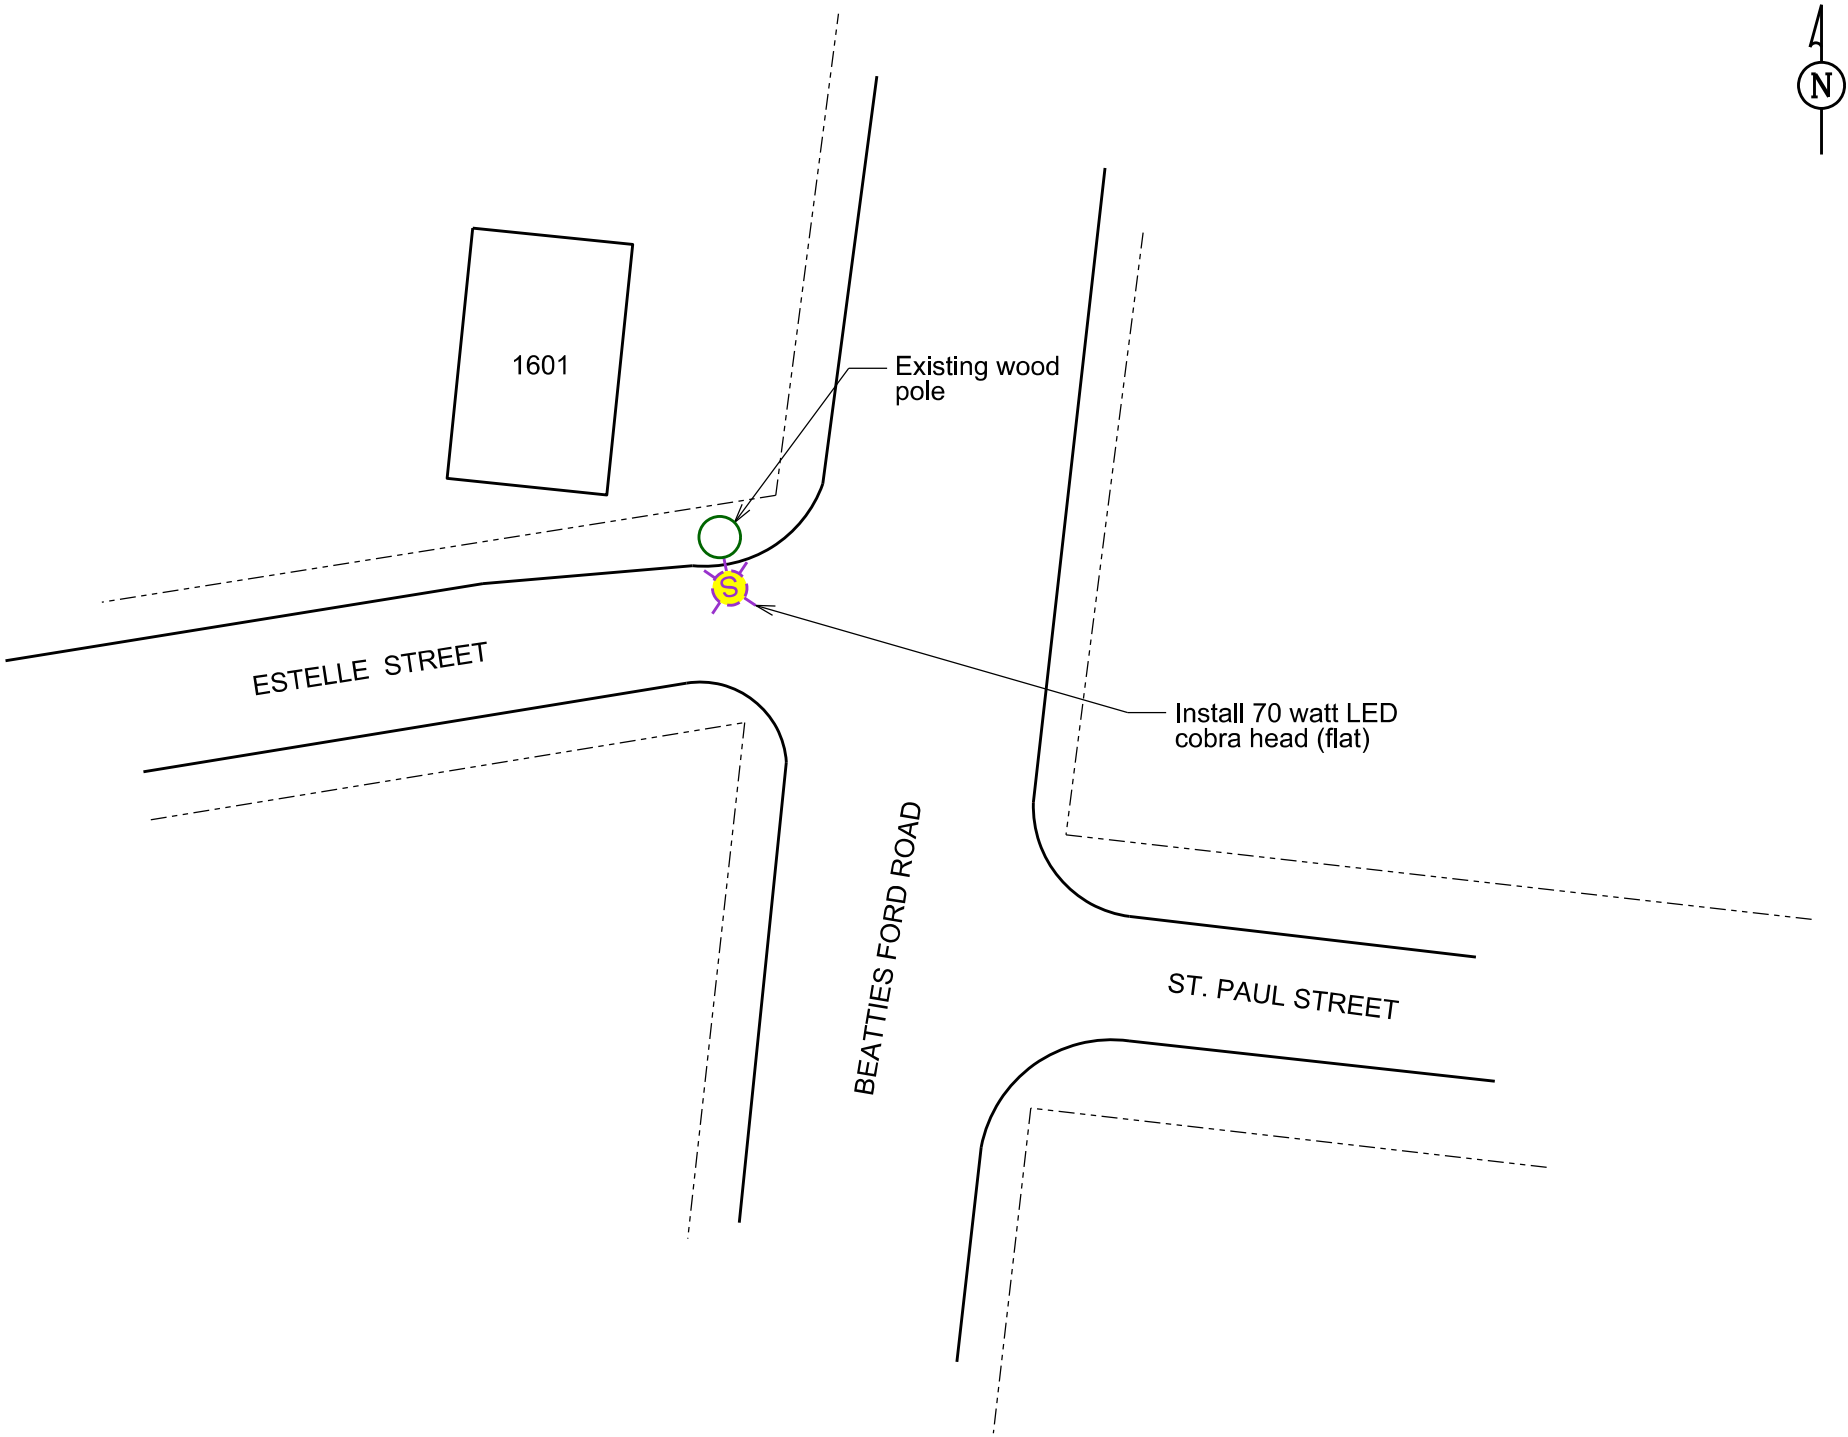 N
1601
Existing wood
pole
S
ESTELLE STREET
Install 70 watt LED
cobra head (flat)
BEATTIES FORD ROAD
ST. PAUL STREET